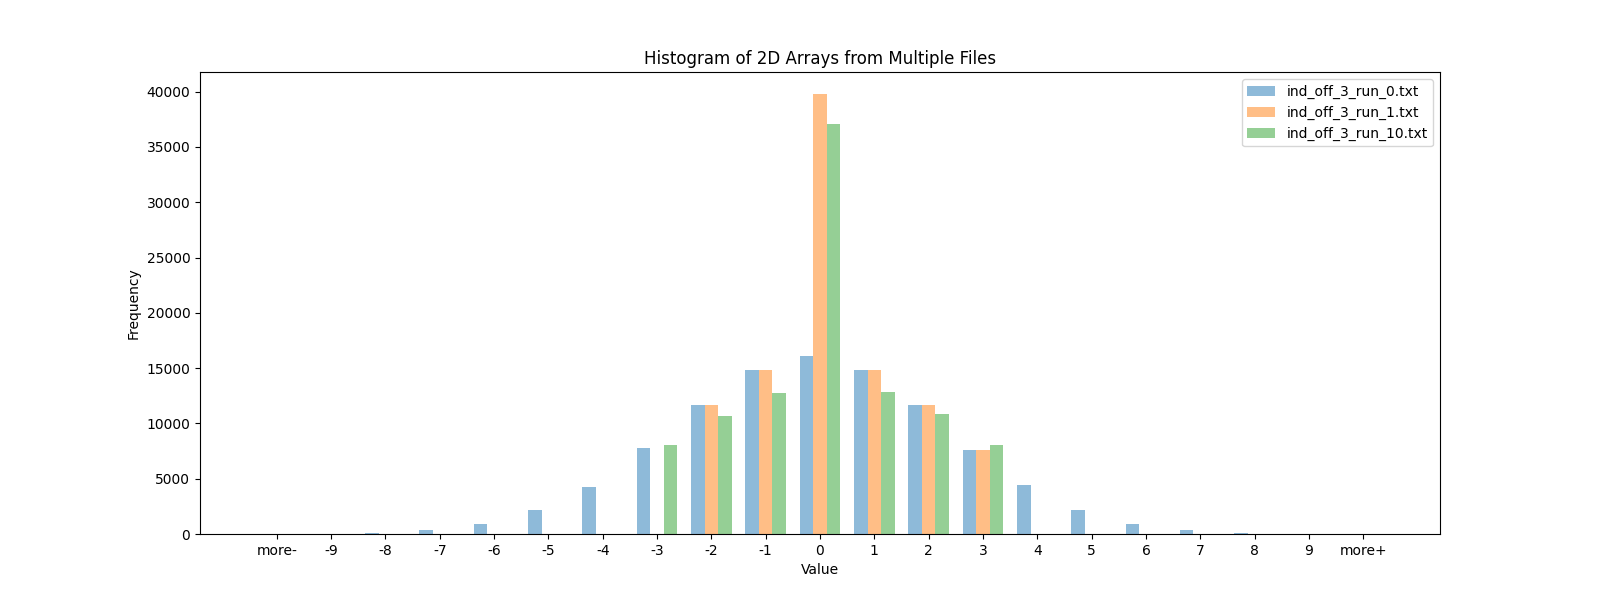 Histogram of 2D Arrays from Multiple Files
ind_off_3_run_0.txt
ind_off_3_run_1.txt
ind_off_3_run_10.txt
Frequency
40000
35000
30000
25000
20000
15000
10000
5000
0
more- -9 -8 -7 -6 -5 -4 -3 -2 -1 0 1 2 3 4 5 6 7 8 9 more+
Value